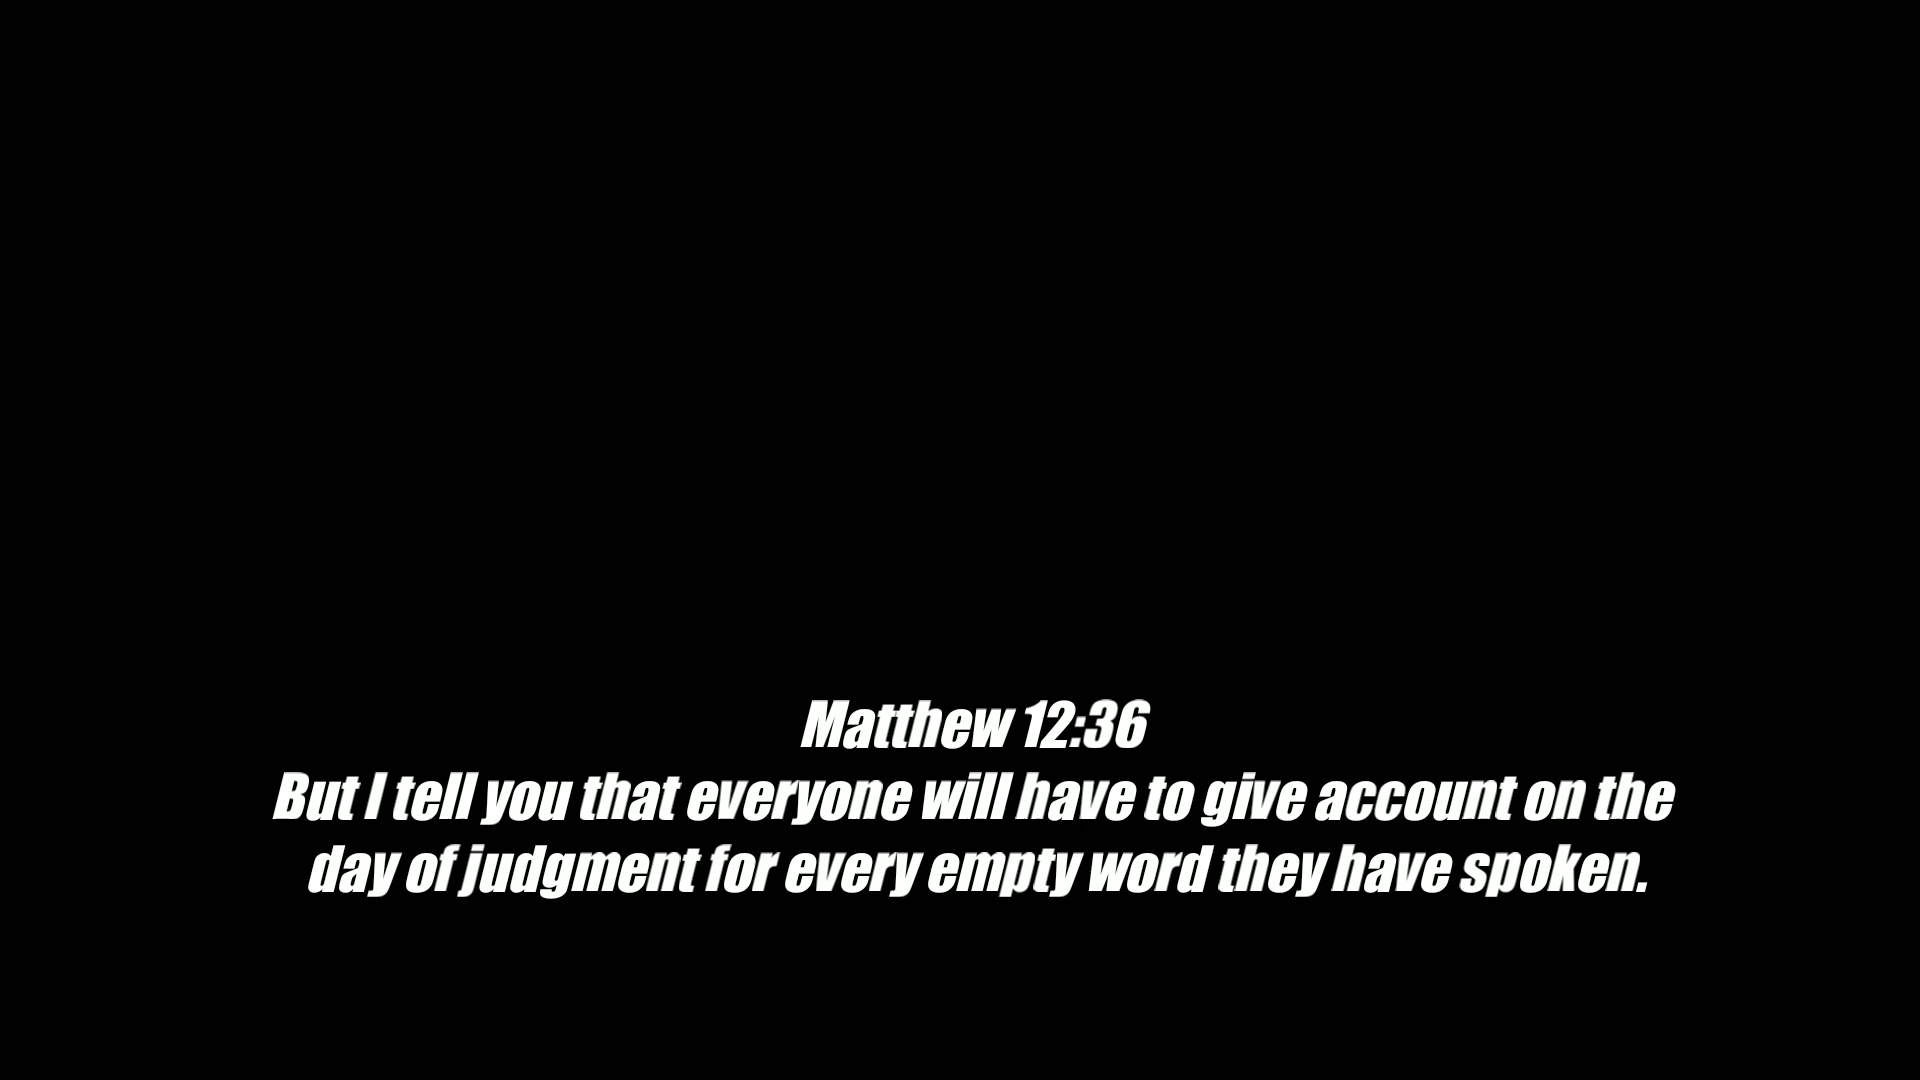 Matthew 12:36
But I tell you that everyone will have to give account on the
day of judgment for every empty word they have spoken.